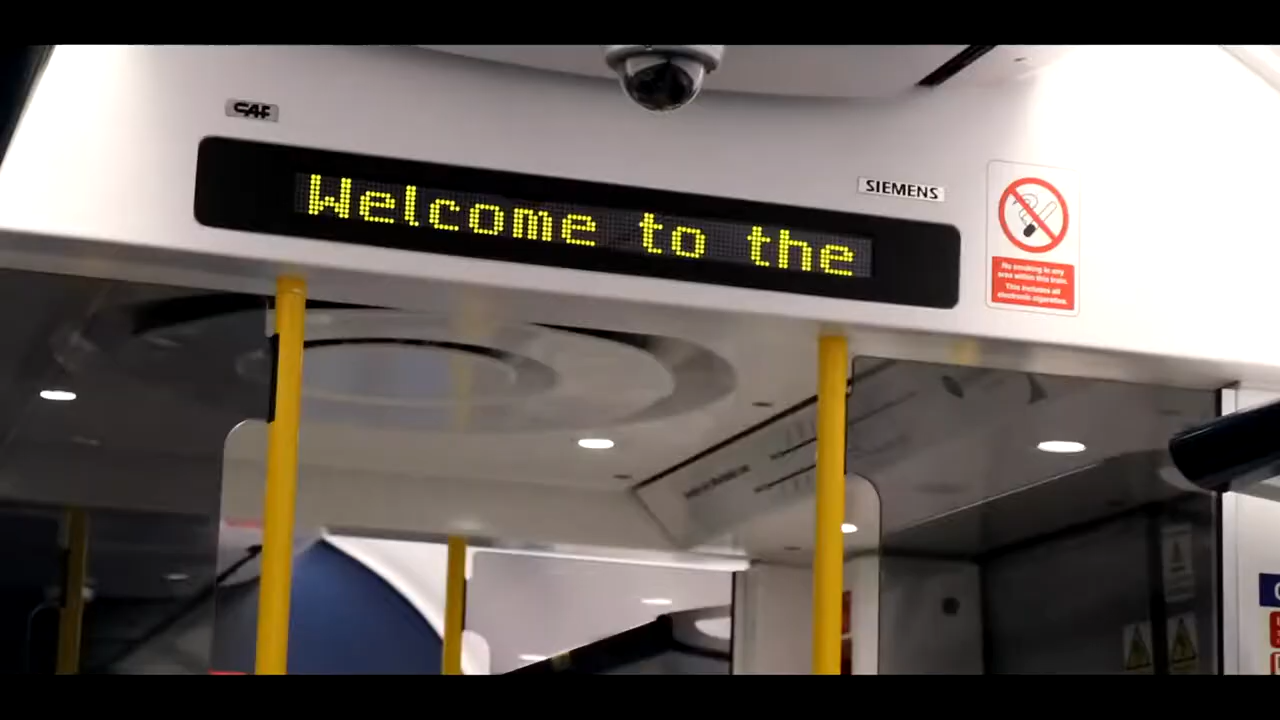 CAF
Welcome to the
SIEMENS
No smoking in any
area within this train.
This includes all
electronic cigarettes.